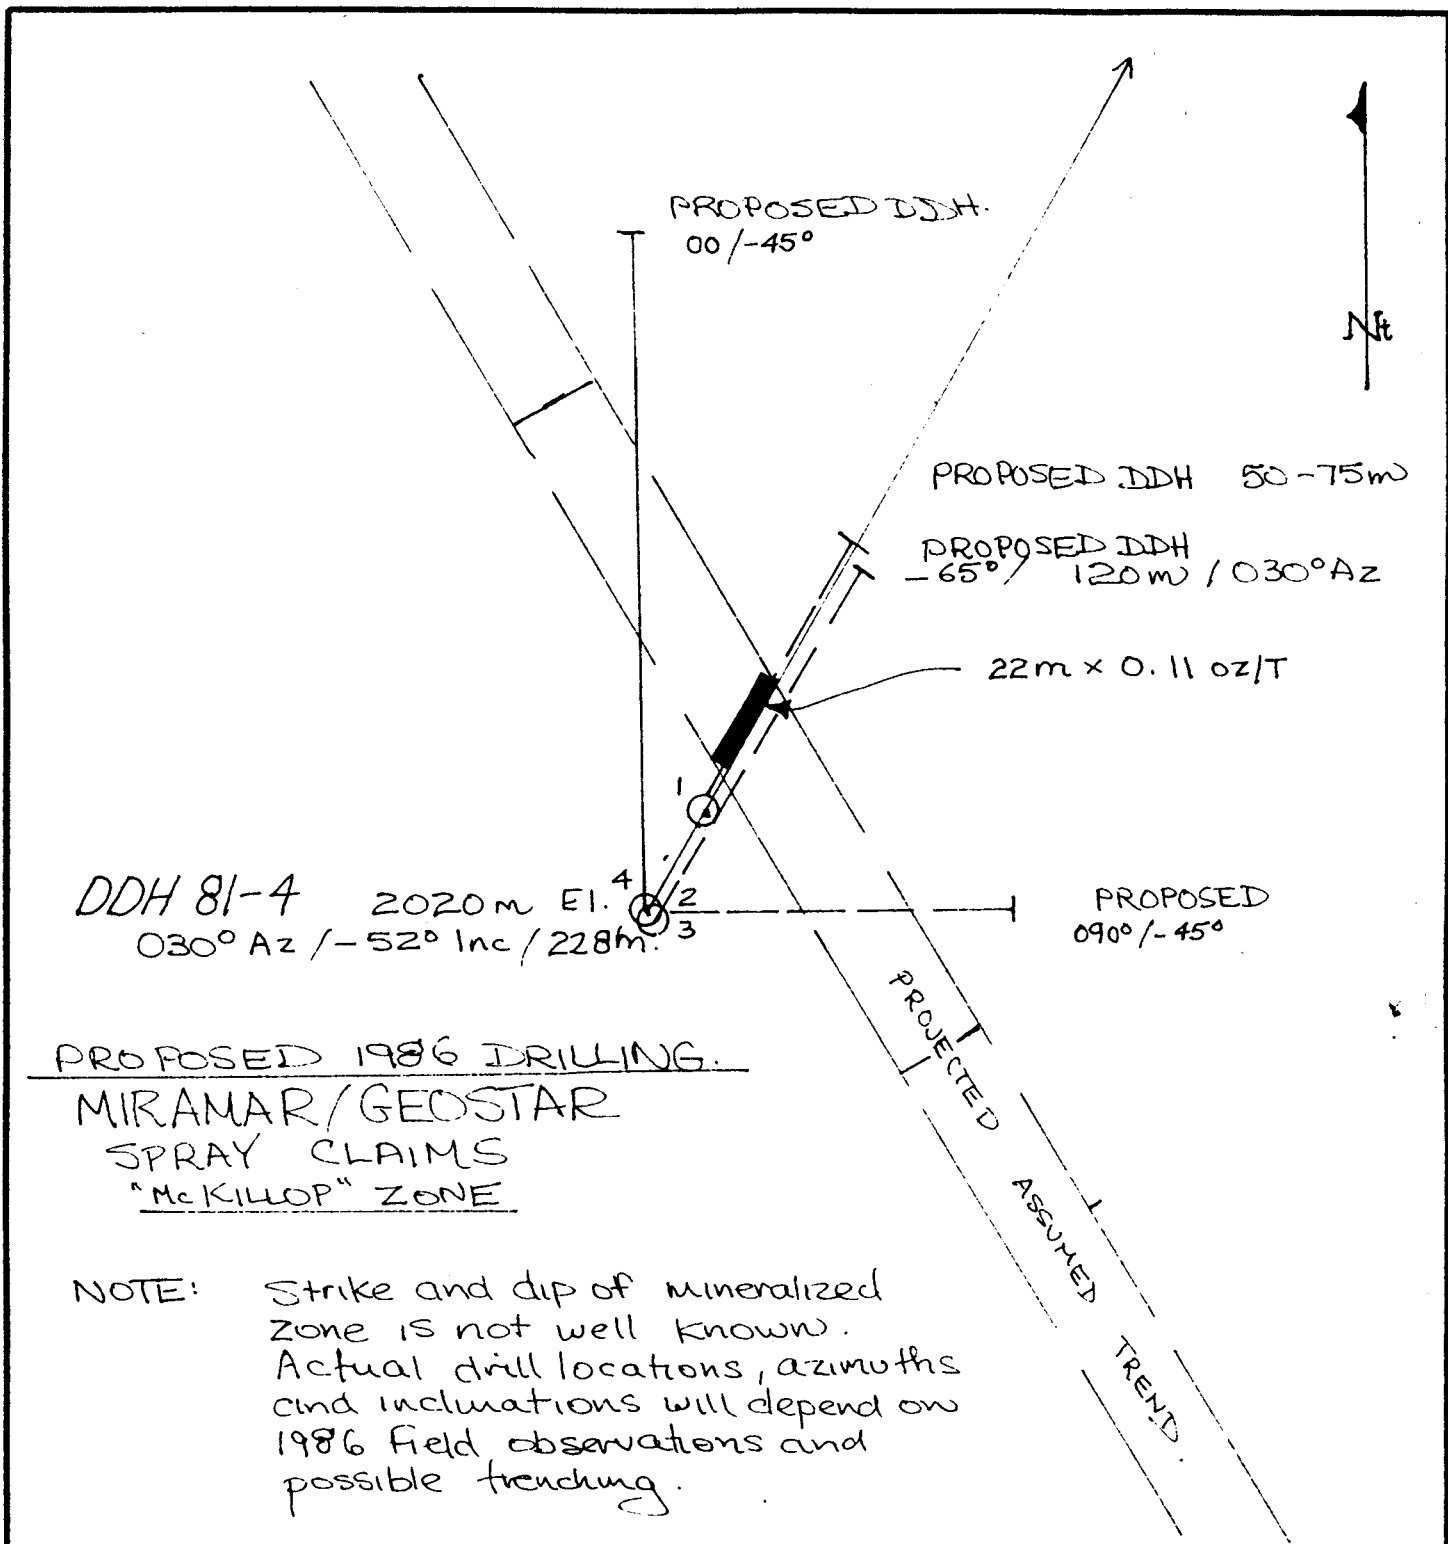 PROPOSED DDH.
00/-45°
Nt
PROPOSED DDH 50-75m
PROPOSED DDH
-65° / 120m / 030° Az
22m x 0.11 oz/T
1
DDH 81-4 2020m El. 4 2
030° Az / -52° Inc / 228m. 3
PROPOSED
090°/-45°
PROJECTED ASSUMED TREND.
PROPOSED 1986 DRILLING.
MIRAMAR/GEOSTAR
SPRAY CLAIMS
"McKILLOP" ZONE
NOTE: Strike and dip of mineralized
zone is not well known.
Actual drill locations, azimuths
and inclinations will depend on
1986 field observations and
possible trenching.